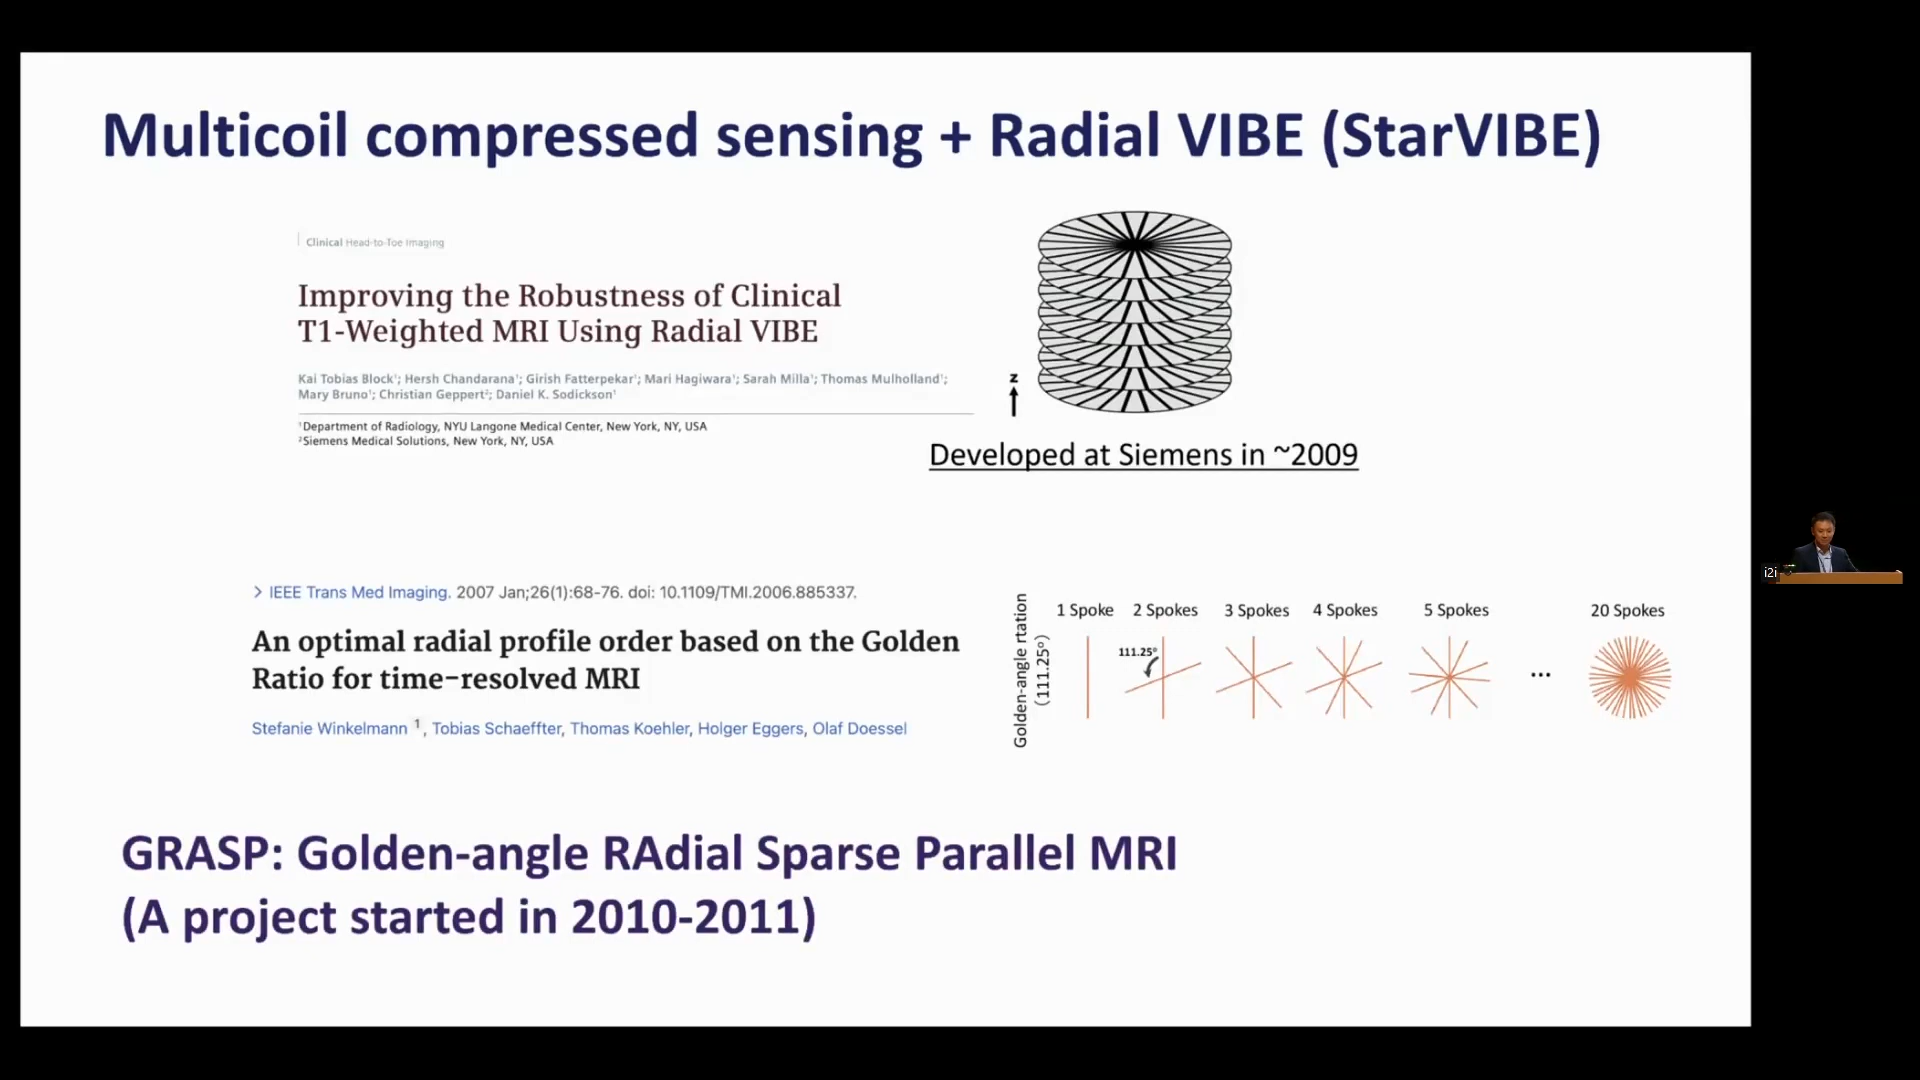 Multicoil compressed sensing + Radial VIBE (StarVIBE)
Clinical Head-to-Toe Imaging
Improving the Robustness of Clinical
T1-Weighted MRI Using Radial VIBE
Kai Tobias Block¹; Hersh Chandarana¹; Girish Fatterpekar¹; Mari Hagiwara¹; Sarah Milla¹; Thomas Mulholland¹;
Mary Bruno¹; Christian Geppert²; Daniel K. Sodickson¹
¹Department of Radiology, NYU Langone Medical Center, New York, NY, USA
²Siemens Medical Solutions, New York, NY, USA
z
Developed at Siemens in ~2009
> IEEE Trans Med Imaging. 2007 Jan;26(1):68-76. doi: 10.1109/TMI.2006.885337.
An optimal radial profile order based on the Golden
Ratio for time-resolved MRI
Stefanie Winkelmann ¹, Tobias Schaeffter, Thomas Koehler, Holger Eggers, Olaf Doessel
Golden-angle rtation
(111.25°)
1 Spoke 2 Spokes 3 Spokes 4 Spokes 5 Spokes 20 Spokes
111.25°
...
GRASP: Golden-angle RAdial Sparse Parallel MRI
(A project started in 2010-2011)
i2i